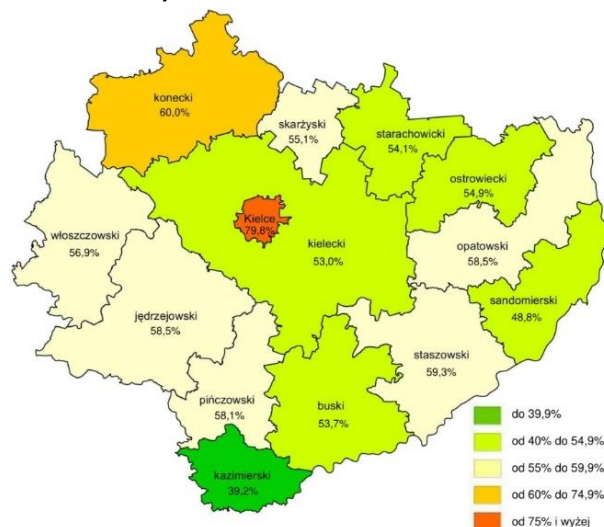 konecki
60,0%
skarżyski
55,1%
starachowicki
54,1%
ostrowiecki
54,9%
włoszczowski
56,9%
Kielce
79,8%
kielecki
53,0%
opatowski
58,5%
sandomierski
48,8%
jędrzejowski
58,5%
staszowski
59,3%
pińczowski
58,1%
buski
53,7%
kazimierski
39,2%
do 39,9%
od 40% do 54,9%
od 55% do 59,9%
od 60% do 74,9%
od 75% i wyżej